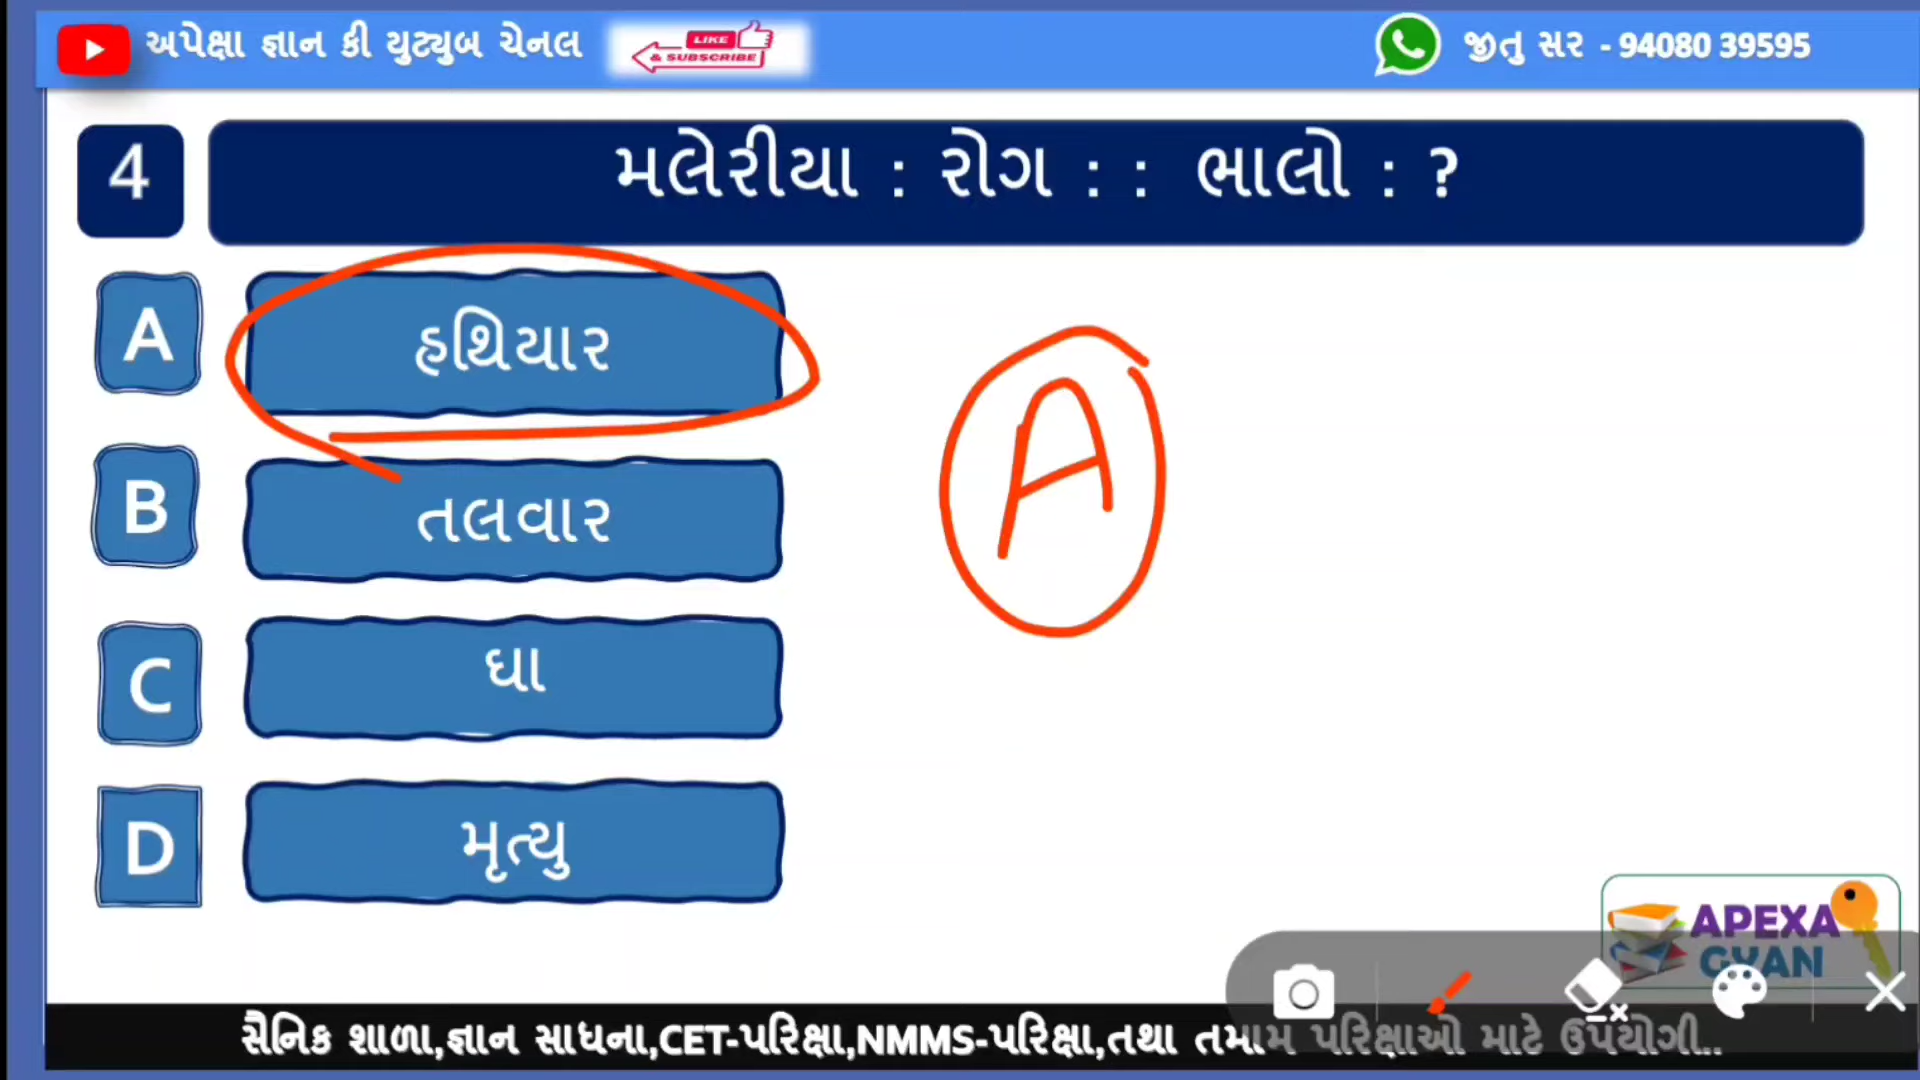 અપેક્ષા જ્ઞાન કી યુટ્યુબ ચેનલ
LIKE
& SUBSCRIBE
જીતુ સર - 94080 39595
4
મલેરીયા : રોગ : : ભાલો : ?
A
હથિયાર
A
B
તલવાર
C
ઘા
D
મૃત્યુ
APEXA
GYAN
સૈનિક શાળા,જ્ઞાન સાધના,CET-પરિક્ષા,NMMS-પરિક્ષા,તથા તમામ પરિક્ષાઓ માટે ઉપયોગી..